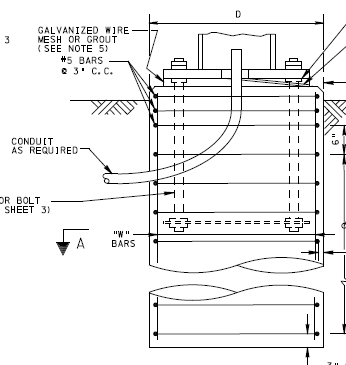 D
GALVANIZED WIRE
MESH OR GROUT
(SEE NOTE 5)
3
#5 BARS
@ 3" C.C.
6"
CONDUIT
AS REQUIRED
OR BOLT
SHEET 3)
A
"W"
BARS
3"